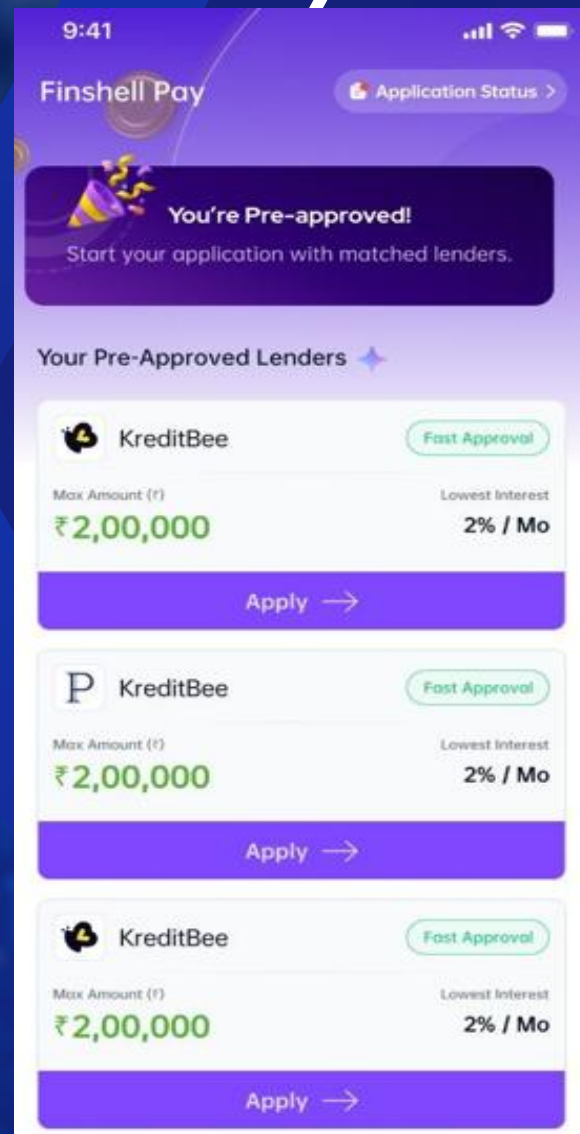 9:41
Finshell Pay
Application Status >
You're Pre-approved!
Start your application with matched lenders.
Your Pre-Approved Lenders
KreditBee
Fast Approval
Max Amount (₹)
Lowest Interest
₹2,00,000
2% / Mo
Apply →
P
KreditBee
Fast Approval
Max Amount (₹)
Lowest Interest
₹2,00,000
2% / Mo
Apply →
KreditBee
Fast Approval
Max Amount (₹)
Lowest Interest
₹2,00,000
2% / Mo
Apply →